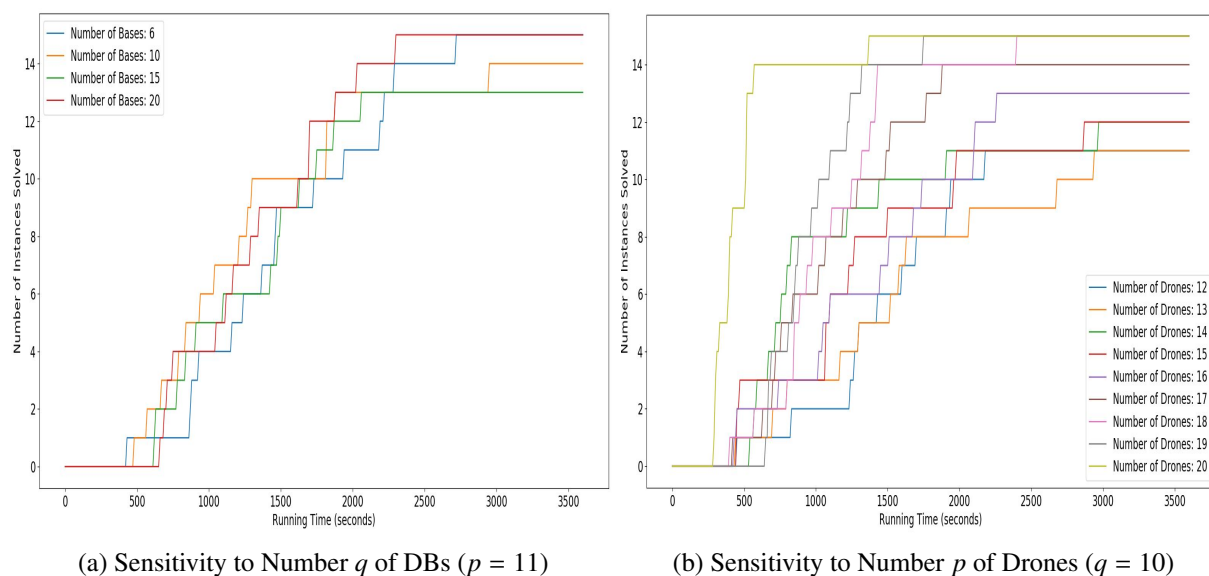 Number of Bases: 6
Number of Bases: 10
Number of Bases: 15
Number of Bases: 20
Number of Instances Solved
14
12
10
8
6
4
2
0
0 500 1000 1500 2000 2500 3000 3500
Running Time (seconds)
(a) Sensitivity to Number q of DBs (p = 11)
Number of Instances Solved
14
12
10
8
6
4
2
0
Number of Drones: 12
Number of Drones: 13
Number of Drones: 14
Number of Drones: 15
Number of Drones: 16
Number of Drones: 17
Number of Drones: 18
Number of Drones: 19
Number of Drones: 20
0 500 1000 1500 2000 2500 3000 3500
Running Time (seconds)
(b) Sensitivity to Number p of Drones (q = 10)